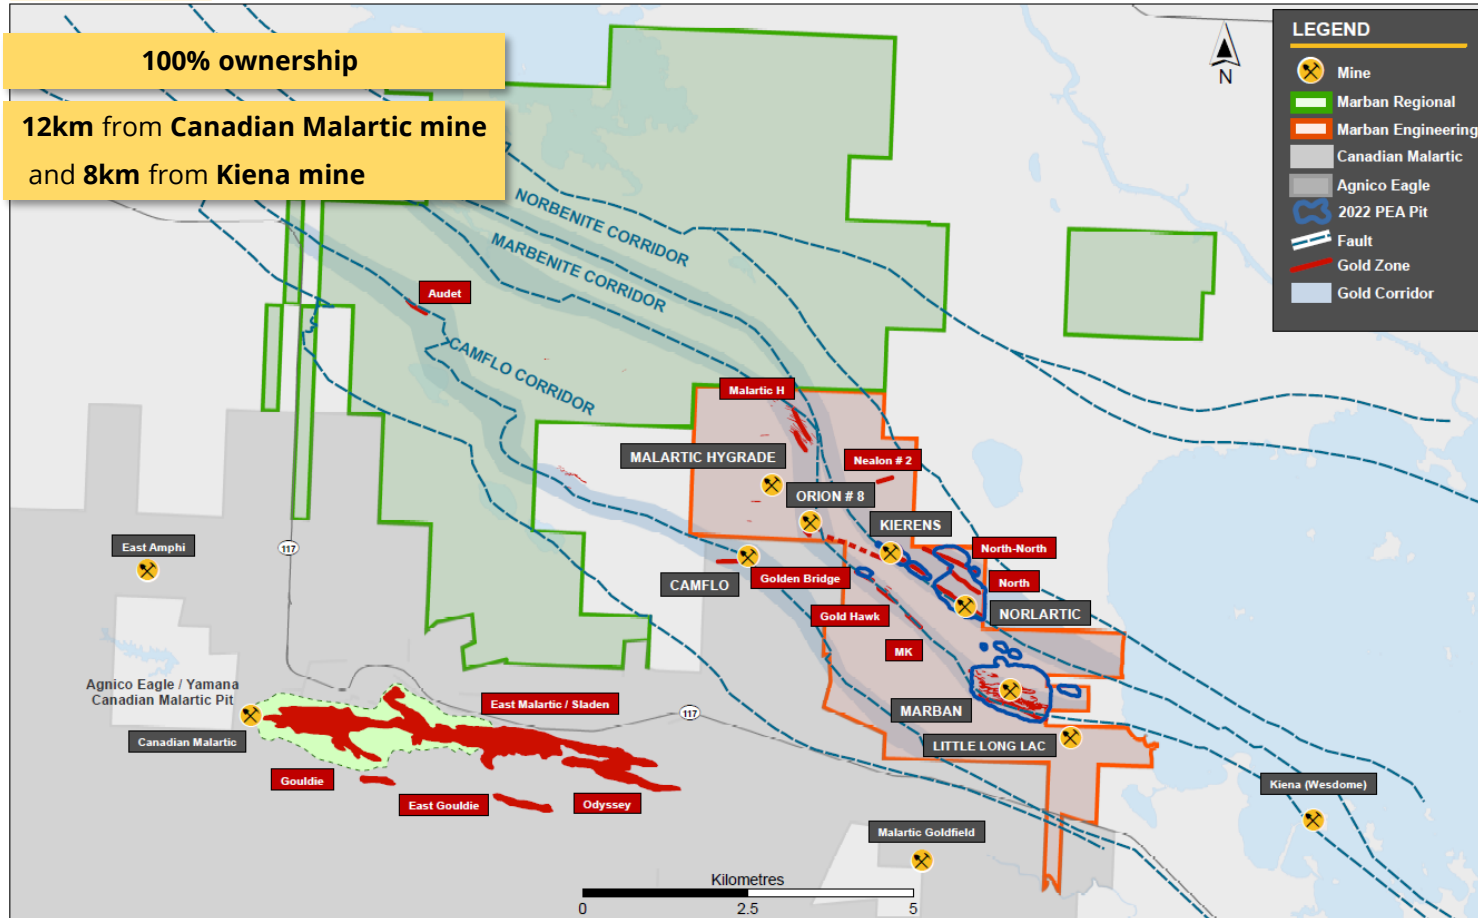 100% ownership
12km from Canadian Malartic mine
and 8km from Kiena mine
N
LEGEND
Mine
Marban Regional
Marban Engineering
Canadian Malartic
Agnico Eagle
2022 PEA Pit
Fault
Gold Zone
Gold Corridor
NORBENITE CORRIDOR
MARBENITE CORRIDOR
Audet
CAMFLO CORRIDOR
Malartic H
MALARTIC HYGRADE
Nealon # 2
ORION # 8
KIERENS
East Amphi
117
North-North
CAMFLO
Golden Bridge
North
Gold Hawk
NORLARTIC
MK
Agnico Eagle / Yamana
Canadian Malartic Pit
East Malartic / Sladen
117
MARBAN
Canadian Malartic
LITTLE LONG LAC
Gouldie
East Gouldie
Odyssey
Kiena (Wesdome)
Malartic Goldfield
Kilometres
0 2.5 5